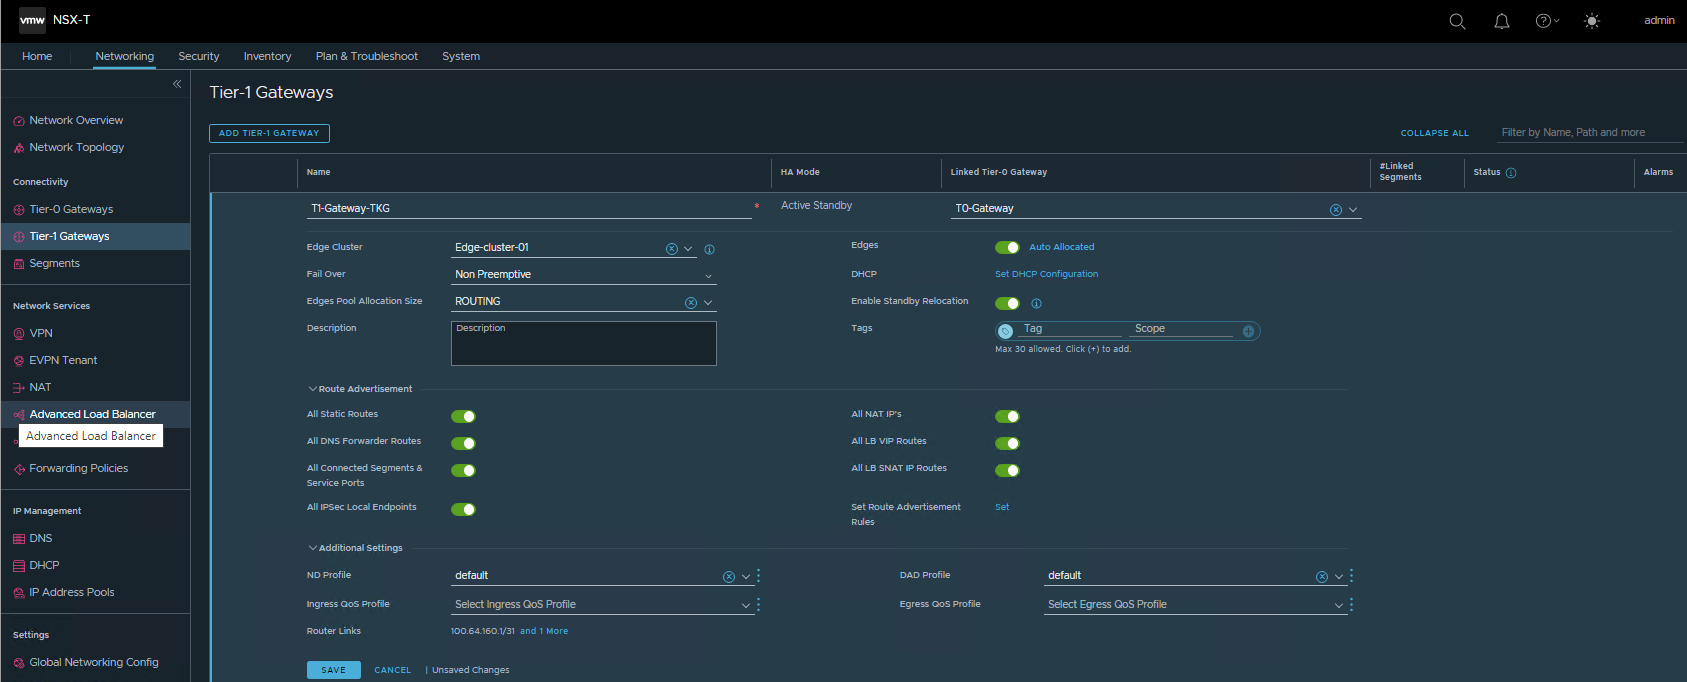 vmw NSX-T
admin
Home Networking Security Inventory Plan & Troubleshoot System
Network Overview
Network Topology
Connectivity
Tier-0 Gateways
Tier-1 Gateways
Segments
Network Services
VPN
EVPN Tenant
NAT
Advanced Load Balancer
Advanced Load Balancer
Forwarding Policies
IP Management
DNS
DHCP
IP Address Pools
Settings
Global Networking Config
Tier-1 Gateways
ADD TIER-1 GATEWAY
COLLAPSE ALL
Filter by Name, Path and more
Name
HA Mode
Linked Tier-0 Gateway
#Linked
Segments
Status
Alarms
T1-Gateway-TKG *
Active Standby
T0-Gateway
Edge Cluster Edge-cluster-01
Edges Auto Allocated
Fail Over Non Preemptive
DHCP Set DHCP Configuration
Edges Pool Allocation Size ROUTING
Enable Standby Relocation
Description Description
Tags Tag Scope
Max 30 allowed. Click (+) to add.
Route Advertisement
All Static Routes
All NAT IP's
All DNS Forwarder Routes
All LB VIP Routes
All Connected Segments &
Service Ports
All LB SNAT IP Routes
All IPSec Local Endpoints
Set Route Advertisement
Rules
Set
Additional Settings
ND Profile default
DAD Profile default
Ingress QoS Profile Select Ingress QoS Profile
Egress QoS Profile Select Egress QoS Profile
Router Links 100.64.160.1/31 and 1 More
SAVE CANCEL | Unsaved Changes